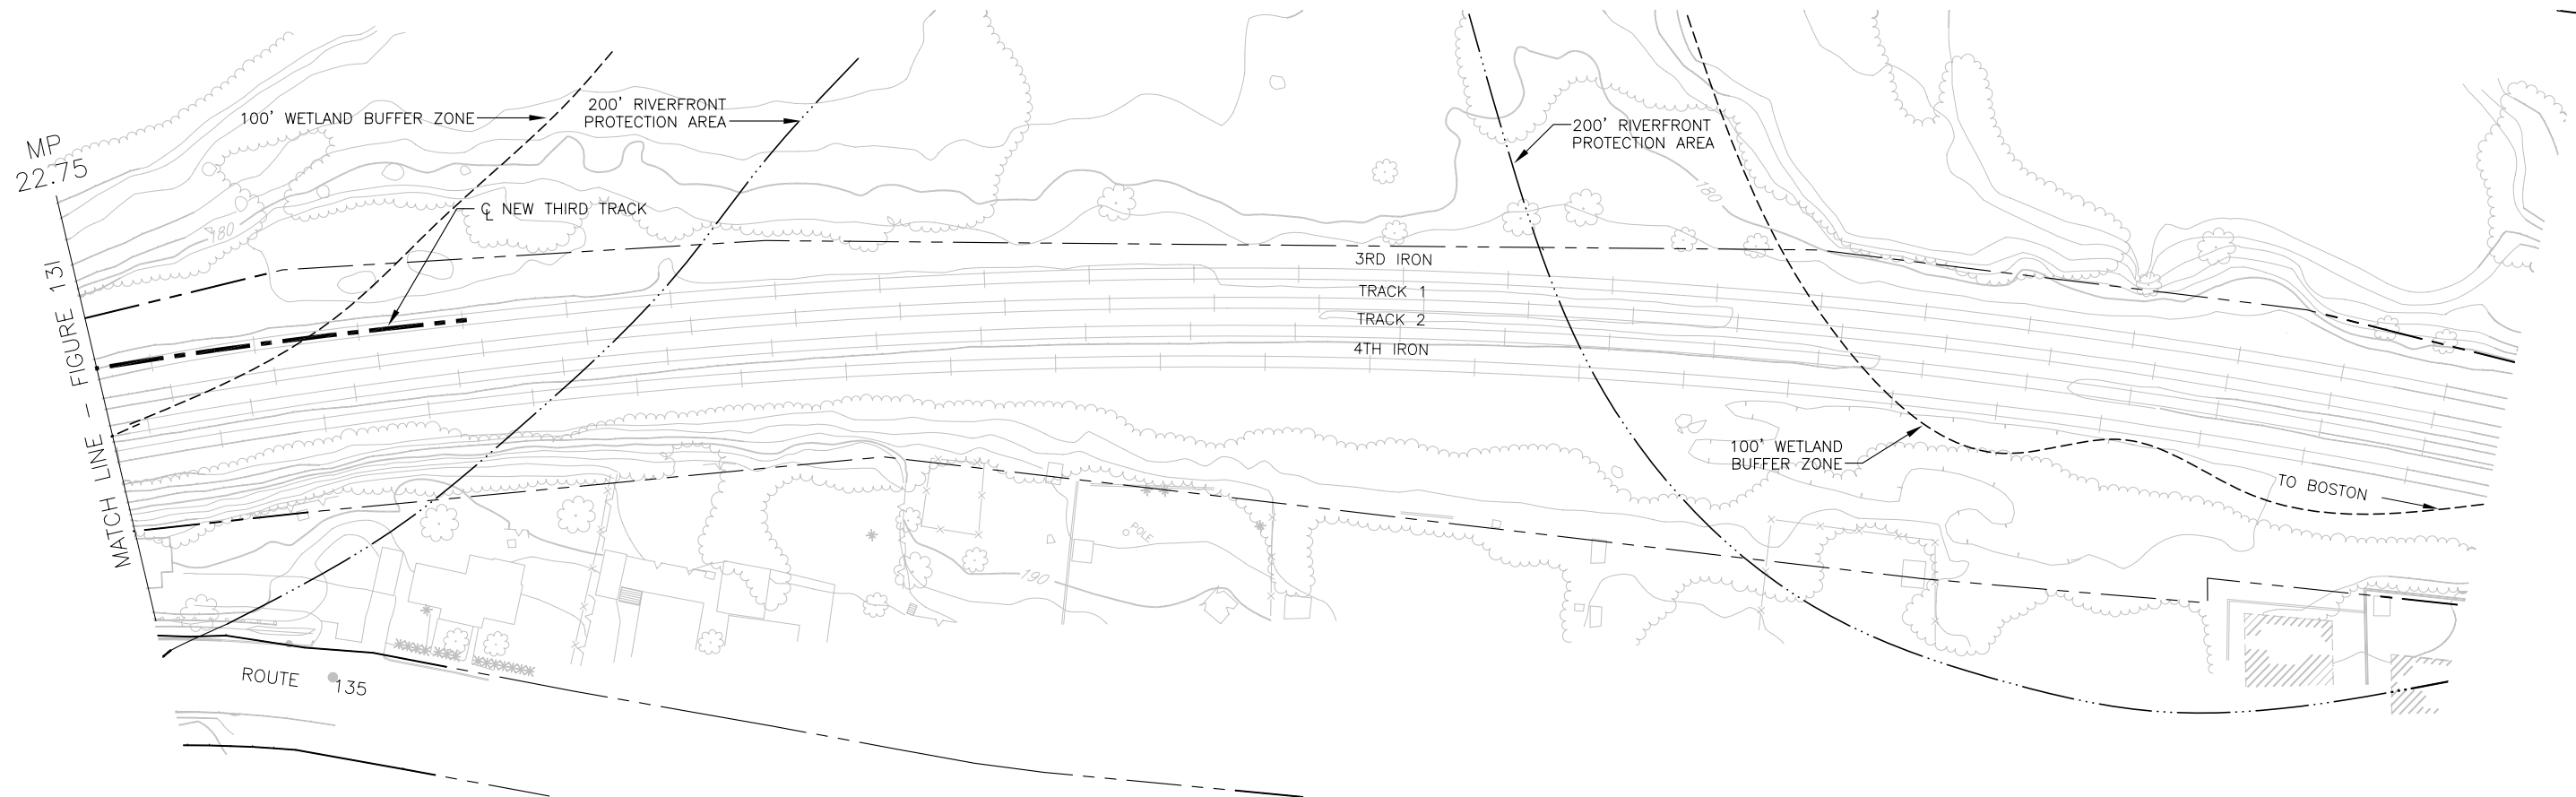 MP
22.75
MATCH LINE – FIGURE 131
100' WETLAND BUFFER ZONE
200' RIVERFRONT
PROTECTION AREA
℄ NEW THIRD TRACK
180
200' RIVERFRONT
PROTECTION AREA
180
3RD IRON
TRACK 1
TRACK 2
4TH IRON
100' WETLAND
BUFFER ZONE
TO BOSTON
POLE
190
ROUTE 135